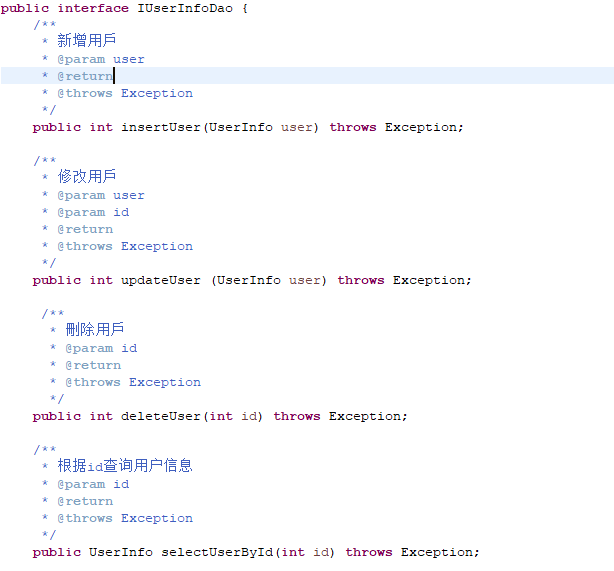 public interface IUserInfoDao {
/**
* 新增用戶
* @param user
* @return
* @throws Exception
*/
public int insertUser(UserInfo user) throws Exception;
/**
* 修改用戶
* @param user
* @param id
* @return
* @throws Exception
*/
public int updateUser (UserInfo user) throws Exception;
/**
* 刪除用戶
* @param id
* @return
* @throws Exception
*/
public int deleteUser(int id) throws Exception;
/**
* 根据id查询用户信息
* @param id
* @return
* @throws Exception
*/
public UserInfo selectUserById(int id) throws Exception;